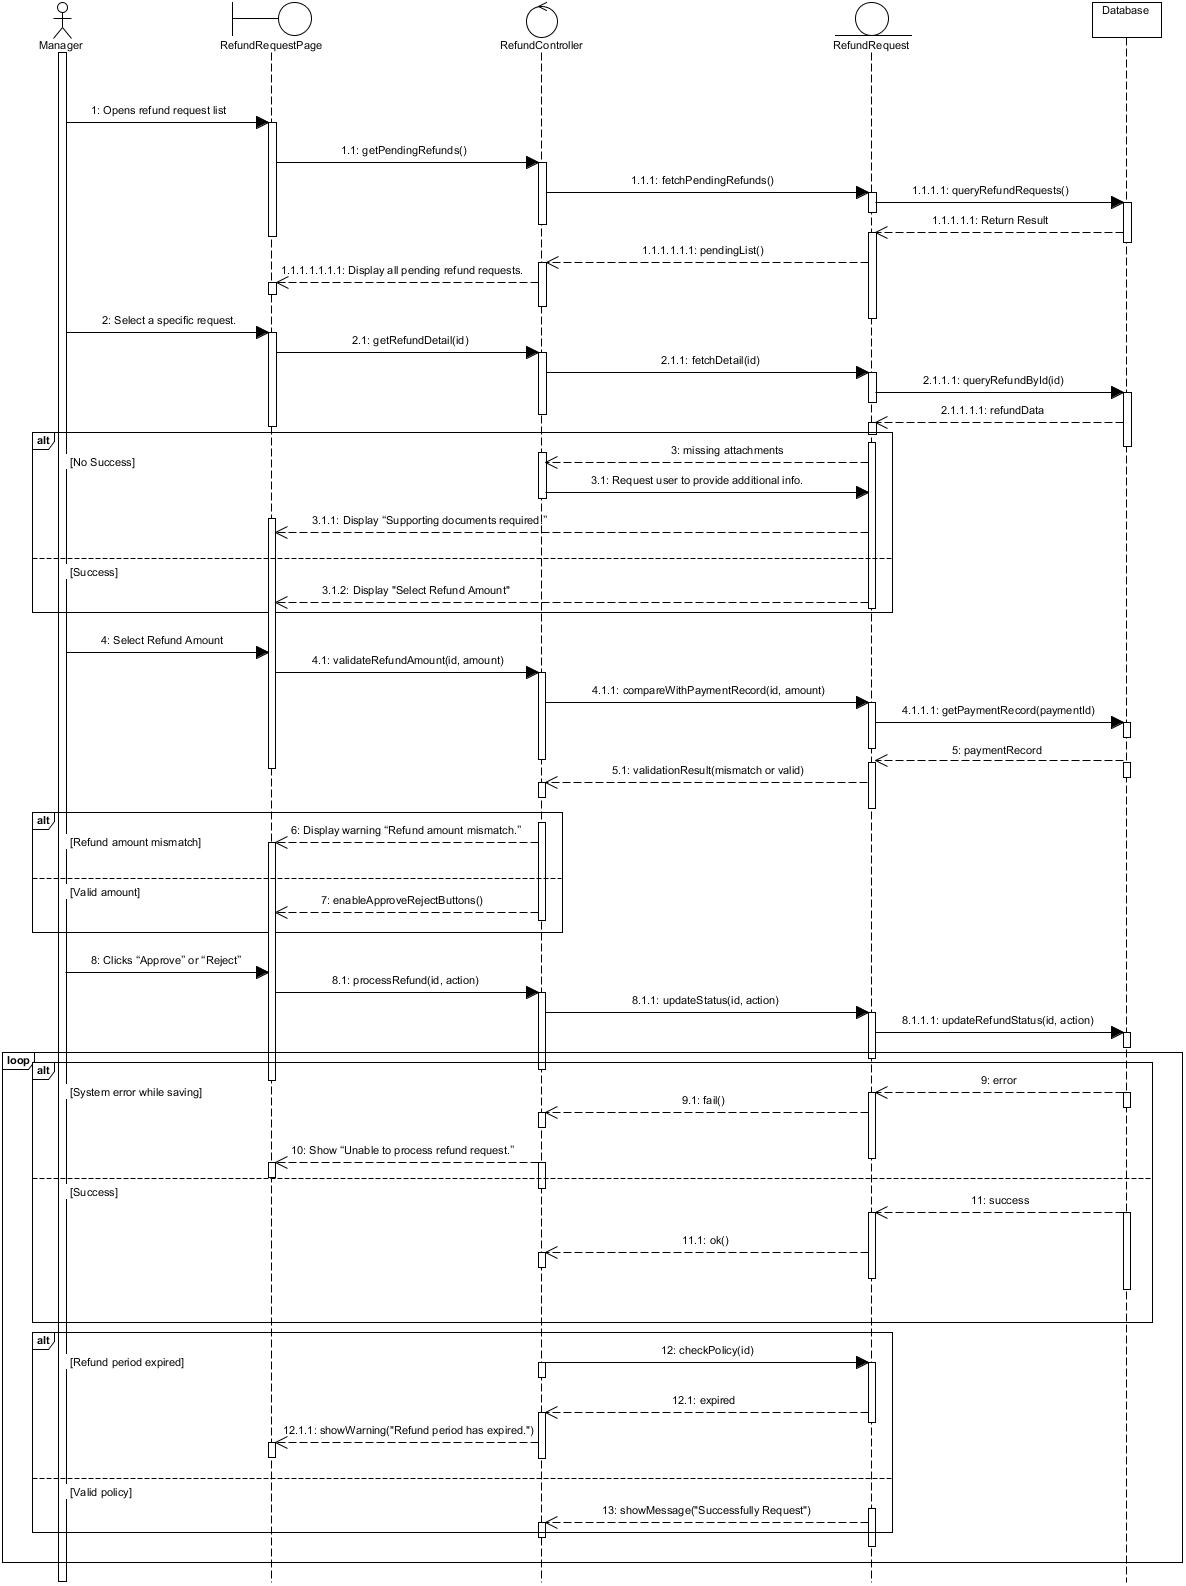 Manager
RefundRequestPage
RefundController
RefundRequest
Database
1: Opens refund request list
1.1: getPendingRefunds()
1.1.1: fetchPendingRefunds()
1.1.1.1: queryRefundRequests()
1.1.1.1.1: Return Result
1.1.1.1.1.1: pendingList()
1.1.1.1.1.1.1: Display all pending refund requests.
2: Select a specific request.
2.1: getRefundDetail(id)
2.1.1: fetchDetail(id)
2.1.1.1: queryRefundById(id)
2.1.1.1.1: refundData
alt
[No Success]
3: missing attachments
3.1: Request user to provide additional info.
3.1.1: Display “Supporting documents required!”
[Success]
3.1.2: Display "Select Refund Amount"
4: Select Refund Amount
4.1: validateRefundAmount(id, amount)
4.1.1: compareWithPaymentRecord(id, amount)
4.1.1.1: getPaymentRecord(paymentId)
5: paymentRecord
5.1: validationResult(mismatch or valid)
alt
6: Display warning “Refund amount mismatch.”
[Refund amount mismatch]
[Valid amount]
7: enableApproveRejectButtons()
8: Clicks “Approve” or “Reject”
8.1: processRefund(id, action)
8.1.1: updateStatus(id, action)
8.1.1.1: updateRefundStatus(id, action)
loop
alt
[System error while saving]
9: error
9.1: fail()
10: Show “Unable to process refund request.”
[Success]
11: success
11.1: ok()
alt
[Refund period expired]
12: checkPolicy(id)
12.1: expired
12.1.1: showWarning("Refund period has expired.")
[Valid policy]
13: showMessage("Successfully Request")